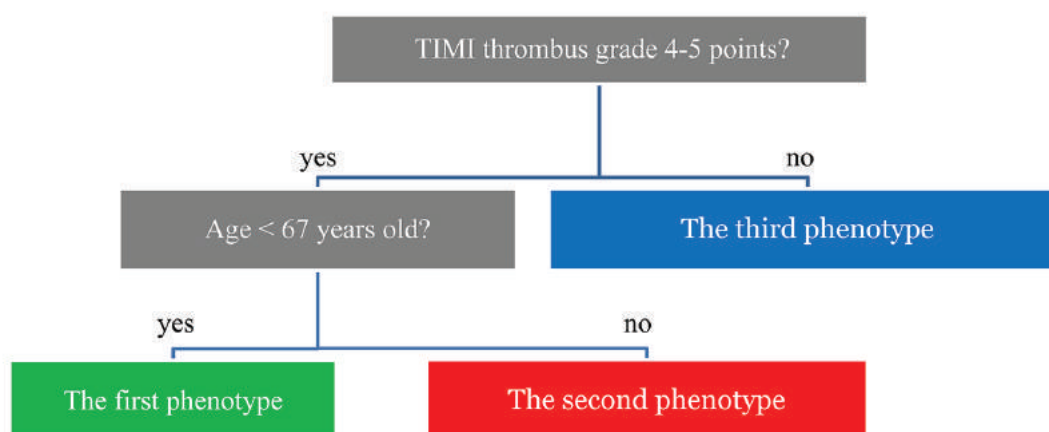 TIMI thrombus grade 4-5 points?
yes
no
Age < 67 years old?
The third phenotype
yes
no
The first phenotype
The second phenotype